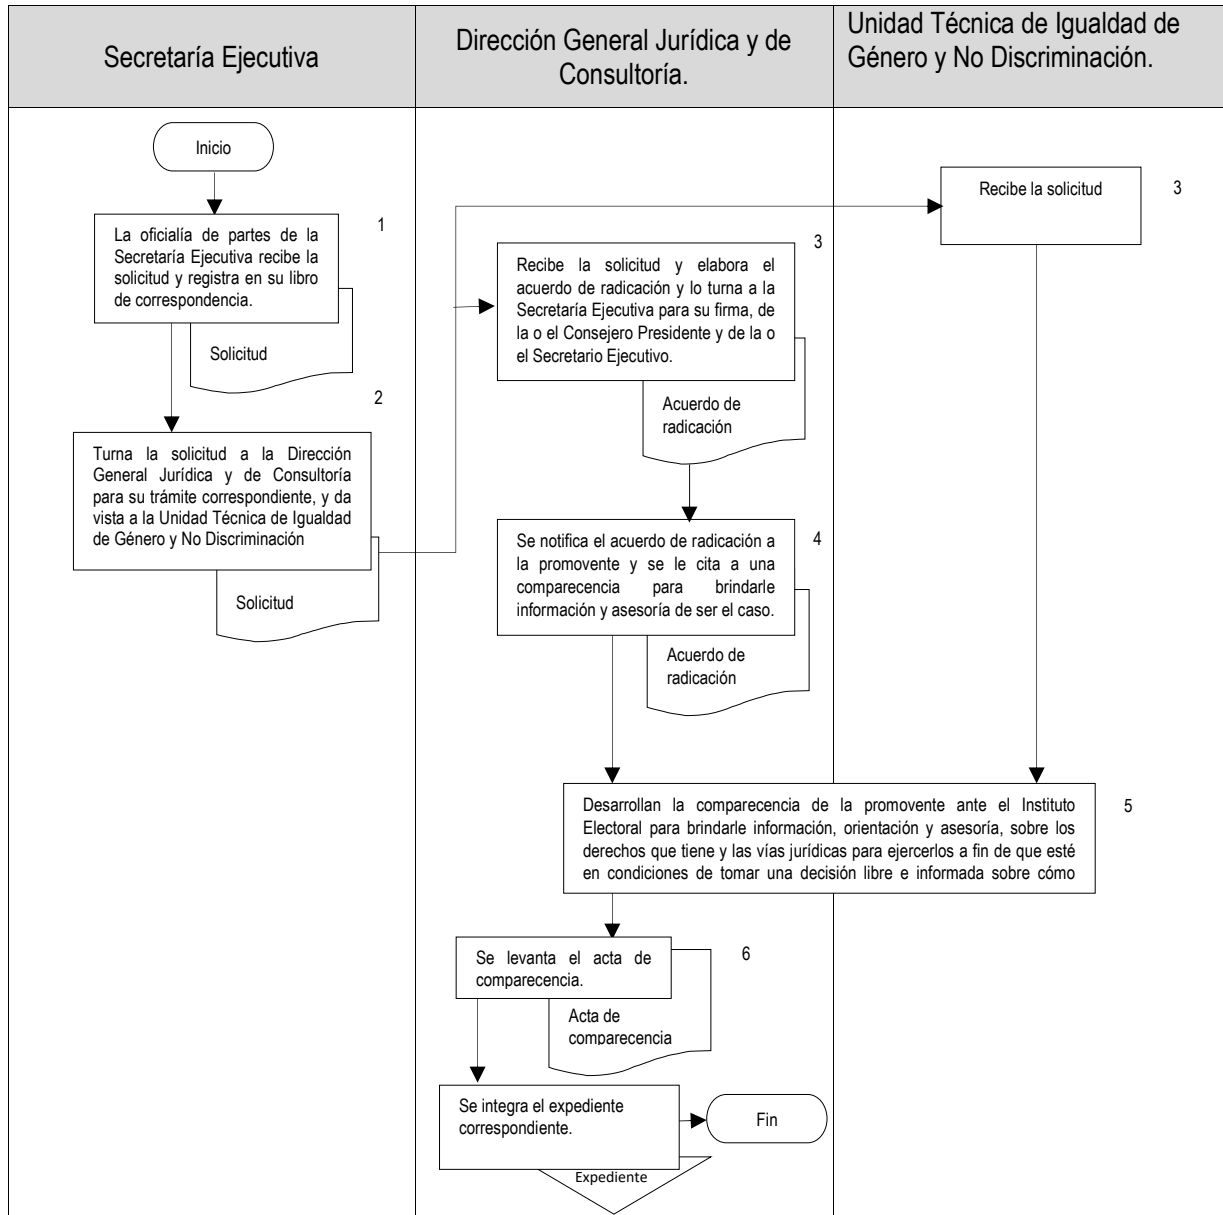 Secretaría Ejecutiva
Dirección General Jurídica y de
Consultoría.
Unidad Técnica de Igualdad de
Género y No Discriminación.
Inicio
1
La oficialía de partes de la
Secretaría Ejecutiva recibe la
solicitud y registra en su libro
de correspondencia.
Solicitud
2
Turna la solicitud a la Dirección
General Jurídica y de Consultoría
para su trámite correspondiente, y da
vista a la Unidad Técnica de Igualdad
de Género y No Discriminación
Solicitud
Recibe la solicitud
3
3
Recibe la solicitud y elabora el
acuerdo de radicación y lo turna a la
Secretaría Ejecutiva para su firma, de
la o el Consejero Presidente y de la o
el Secretario Ejecutivo.
Acuerdo de
radicación
4
Se notifica el acuerdo de radicación a
la promovente y se le cita a una
comparecencia para brindarle
información y asesoría de ser el caso.
Acuerdo de
radicación
Desarrollan la comparecencia de la promovente ante el Instituto
Electoral para brindarle información, orientación y asesoría, sobre los
derechos que tiene y las vías jurídicas para ejercerlos a fin de que esté
en condiciones de tomar una decisión libre e informada sobre cómo
5
Se levanta el acta de
comparecencia.
6
Acta de
comparecencia
Se integra el expediente
correspondiente.
Fin
Expediente